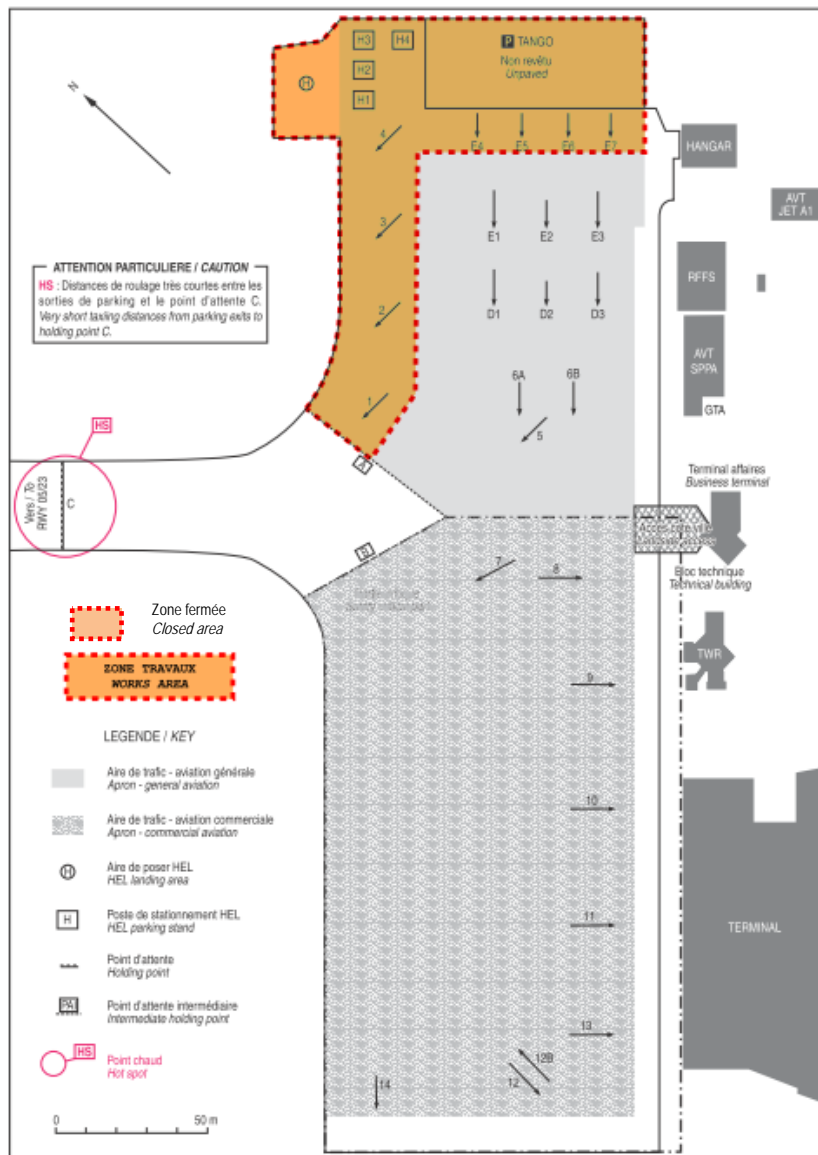 H3
H4
P TANGO
Non revêtu
Unpaved
H
H2
H1
N
4
E4
E5
E6
E7
HANGAR
AVT
JET A1
3
E1
E2
E3
ATTENTION PARTICULIERE / CAUTION
HS : Distances de roulage très courtes entre les
sorties de parking et le point d'attente C.
Very short taxiing distances from parking exits to
holding point C.
RFFS
2
D1
D2
D3
AVT
SPPA
6A
6B
1
GTA
5
HS
A
Vers / To
RWY 05/23
C
Terminal affaires
Business terminal
Accès côté ville
Landside access
B
7
8
Bloc technique
Technical building
Zone fermée
Closed area
TWR
ZONE TRAVAUX
WORKS AREA
9
LEGENDE / KEY
Aire de trafic - aviation générale
Apron - general aviation
Aire de trafic - aviation commerciale
Apron - commercial aviation
10
H
Aire de poser HEL
HEL landing area
H
Poste de stationnement HEL
HEL parking stand
11
TERMINAL
Point d'attente
Holding point
PAI
Point d'attente intermédiaire
Intermediate holding point
13
HS
Point chaud
Hot spot
12B
12
14
0
50 m